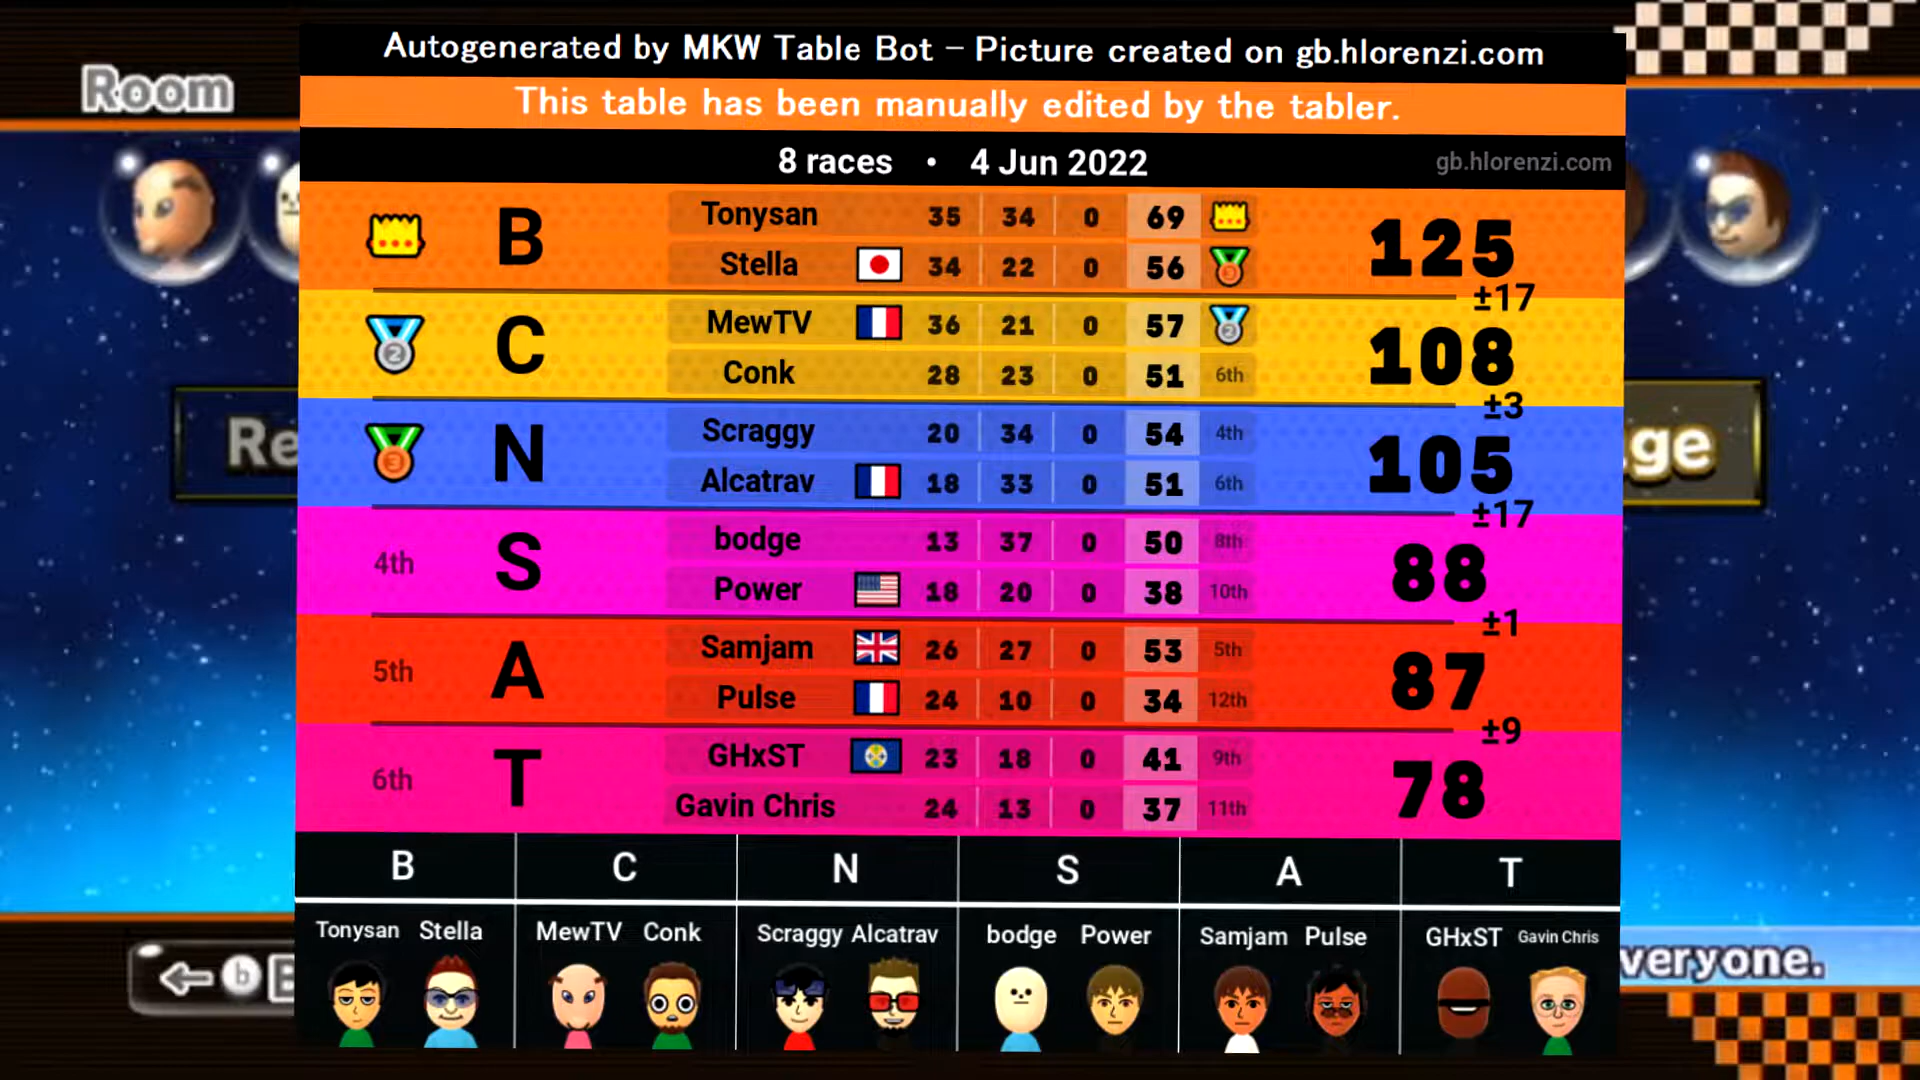 Autogenerated by MKW Table Bot – Picture created on gb.hlorenzi.com
Room
This table has been manually edited by the tabler.
8 races • 4 Jun 2022 gb.hlorenzi.com
B Tonysan 35 34 0 69 125
Stella 34 22 0 56 3
±17
2 C MewTV 36 21 0 57 2 108
Conk 28 23 0 51 6th
±3
3 N Scraggy 20 34 0 54 4th 105
Alcatrav 18 33 0 51 6th
±17
4th S bodge 13 37 0 50 8th 88
Power 18 20 0 38 10th
±1
5th A Samjam 26 27 0 53 5th 87
Pulse 24 10 0 34 12th
±9
6th T GHxST 23 18 0 41 9th 78
Gavin Chris 24 13 0 37 11th
B C N S A T
Tonysan Stella MewTV Conk Scraggy Alcatrav bodge Power Samjam Pulse GHxST Gavin Chris
b B
veryone.
Re
ge